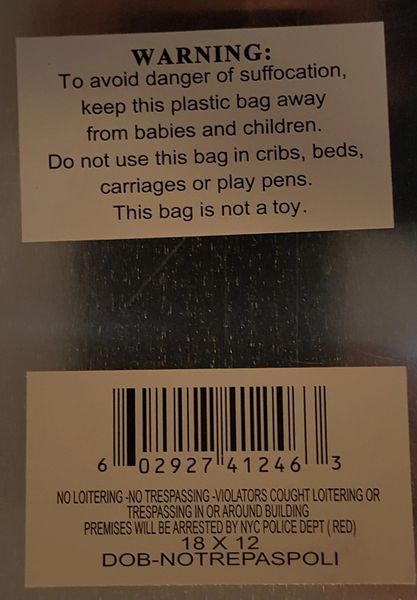 WARNING:
To avoid danger of suffocation,
keep this plastic bag away
from babies and children.
Do not use this bag in cribs, beds,
carriages or play pens.
This bag is not a toy.
6 02927 41246 3
NO LOITERING -NO TRESPASSING -VIOLATORS COUGHT LOITERING OR
TRESPASSING IN OR AROUND BUILDING
PREMISES WILL BE ARRESTED BY NYC POLICE DEPT ( RED)
18 X 12
DOB-NOTREPASPOLI